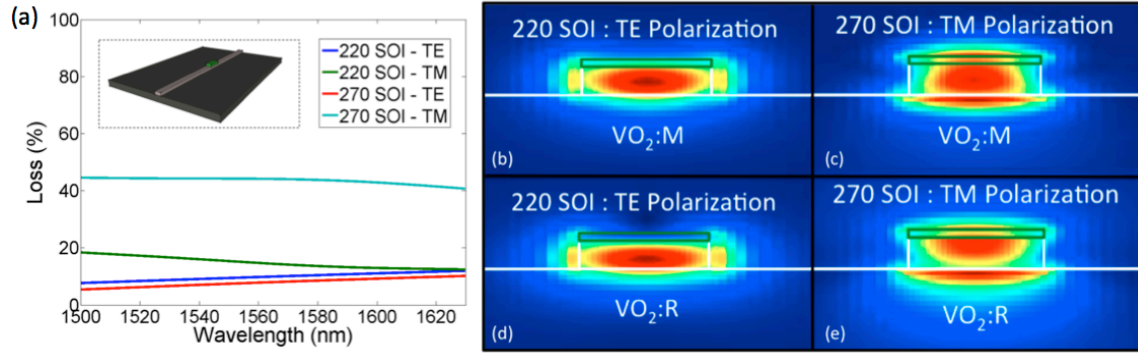 (a)
100
80
60
40
20
0
Loss (%)
1500 1520 1540 1560 1580 1600 1620
Wavelength (nm)
220 SOI - TE
220 SOI - TM
270 SOI - TE
270 SOI - TM
220 SOI : TE Polarization
VO₂:M
(b)
270 SOI : TM Polarization
VO₂:M
(c)
220 SOI : TE Polarization
VO₂:R
(d)
270 SOI : TM Polarization
VO₂:R
(e)